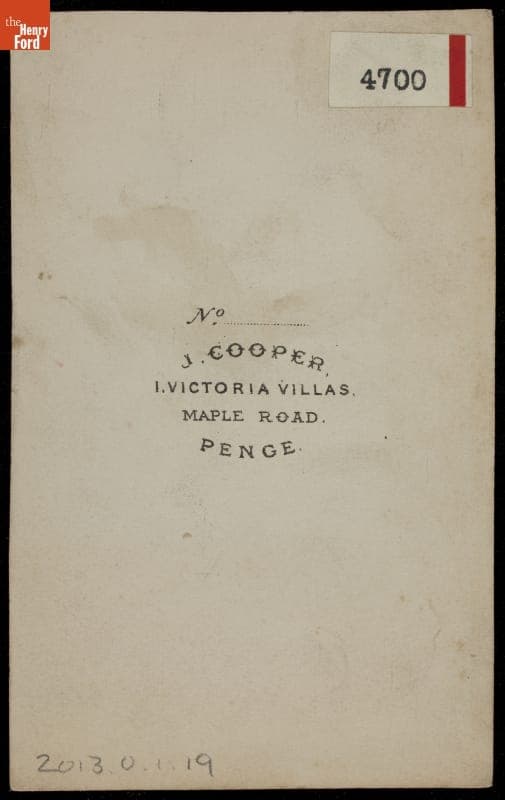 the
Henry
Ford
4700
No
J. COOPER,
1. VICTORIA VILLAS,
MAPLE ROAD.
PENGE.
2013.0.1.19